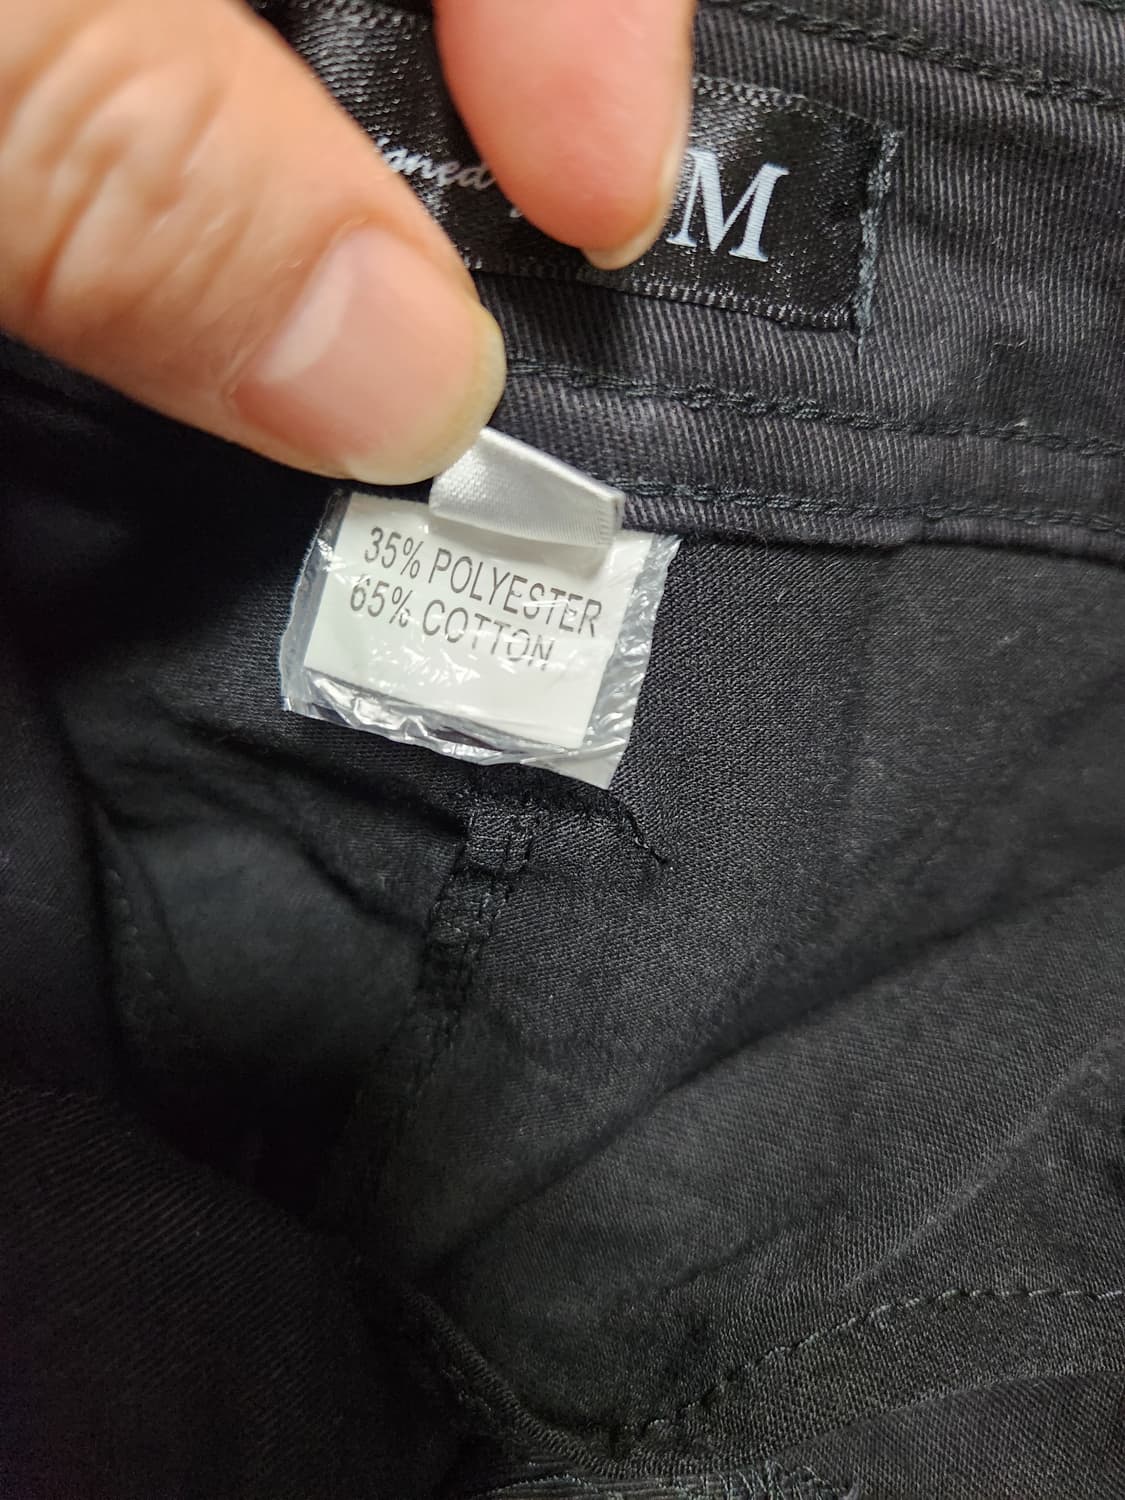 M
35% POLYESTER
65% COTTON